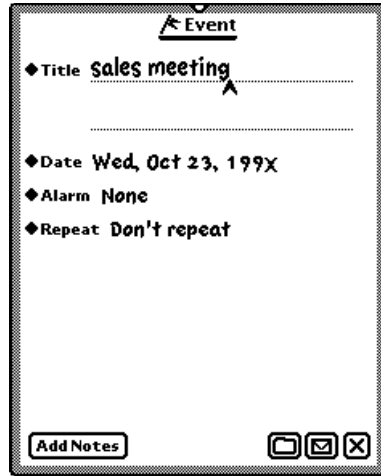 Event
Title sales meeting
Date Wed, Oct 23, 199x
Alarm None
Repeat Don't repeat
Add Notes